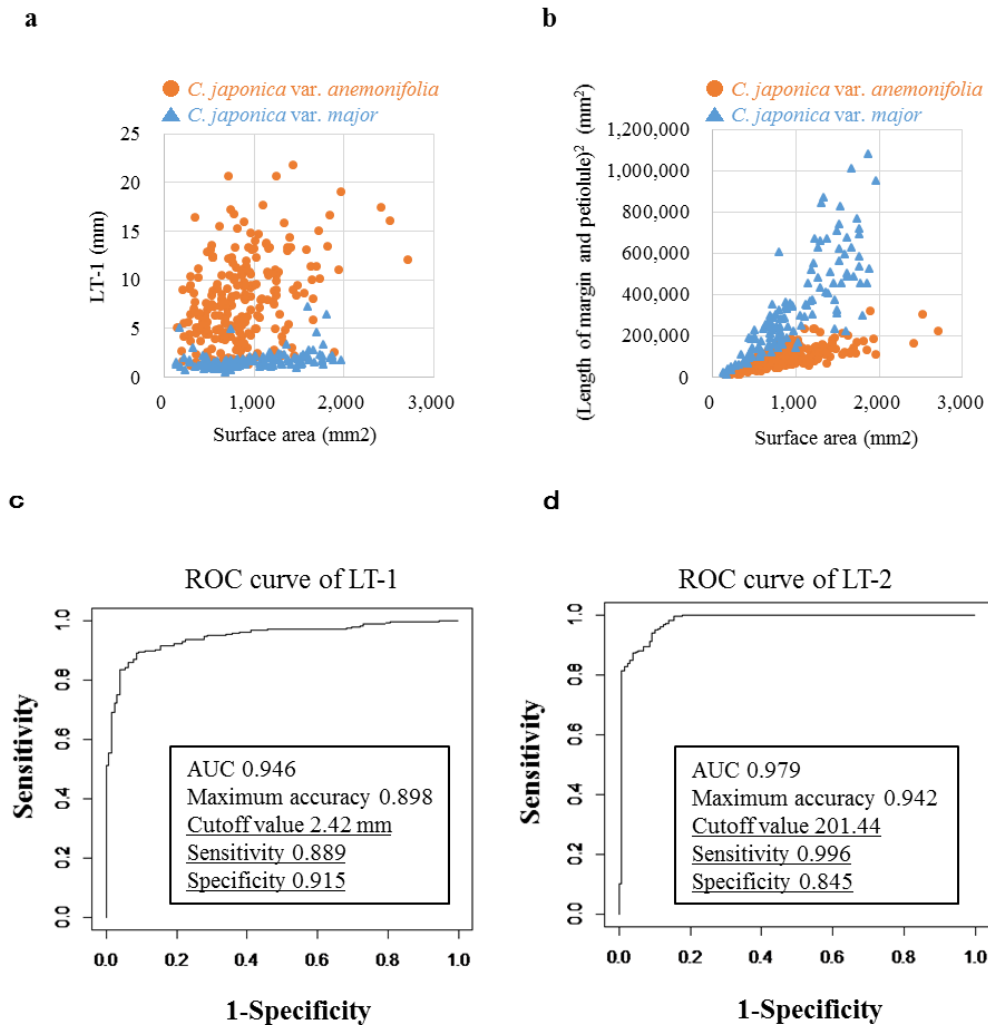 a
C. japonica var. anemonifolia
C. japonica var. major
25
20
15
10
5
0
LT-1 (mm)
0
1,000
2,000
3,000
Surface area (mm2)
b
C. japonica var. anemonifolia
C. japonica var. major
1,200,000
1,000,000
800,000
600,000
400,000
200,000
0
(Length of margin and petiolule)² (mm²)
0
1,000
2,000
3,000
Surface area (mm2)
c
ROC curve of LT-1
Sensitivity
1.0
0.8
0.6
0.4
0.2
0.0
AUC 0.946
Maximum accuracy 0.898
Cutoff value 2.42 mm
Sensitivity 0.889
Specificity 0.915
0.0
0.2
0.4
0.6
0.8
1.0
1-Specificity
d
ROC curve of LT-2
Sensitivity
1.0
0.8
0.6
0.4
0.2
0.0
AUC 0.979
Maximum accuracy 0.942
Cutoff value 201.44
Sensitivity 0.996
Specificity 0.845
0.0
0.2
0.4
0.6
0.8
1.0
1-Specificity